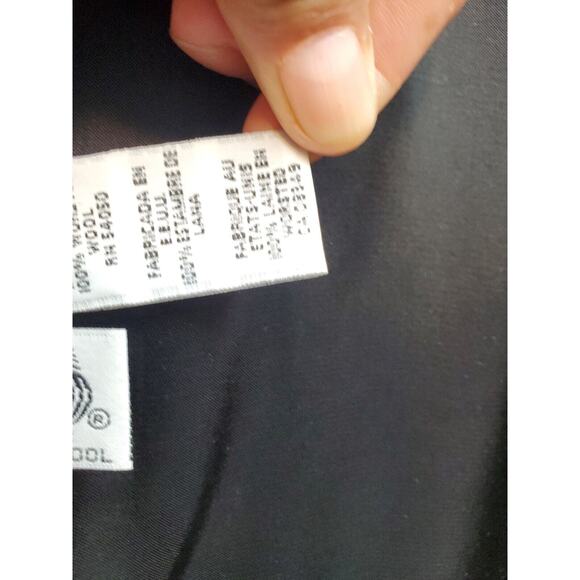 100% WORSTED
WOOL
RN 54050
FABRICADA EN
E.E.U.U.
100% ESTAMBRE DE
LANA
FABRIQUE AU
ETATS-UNIS
100% LAINE EN
WORSTED
®
OOL